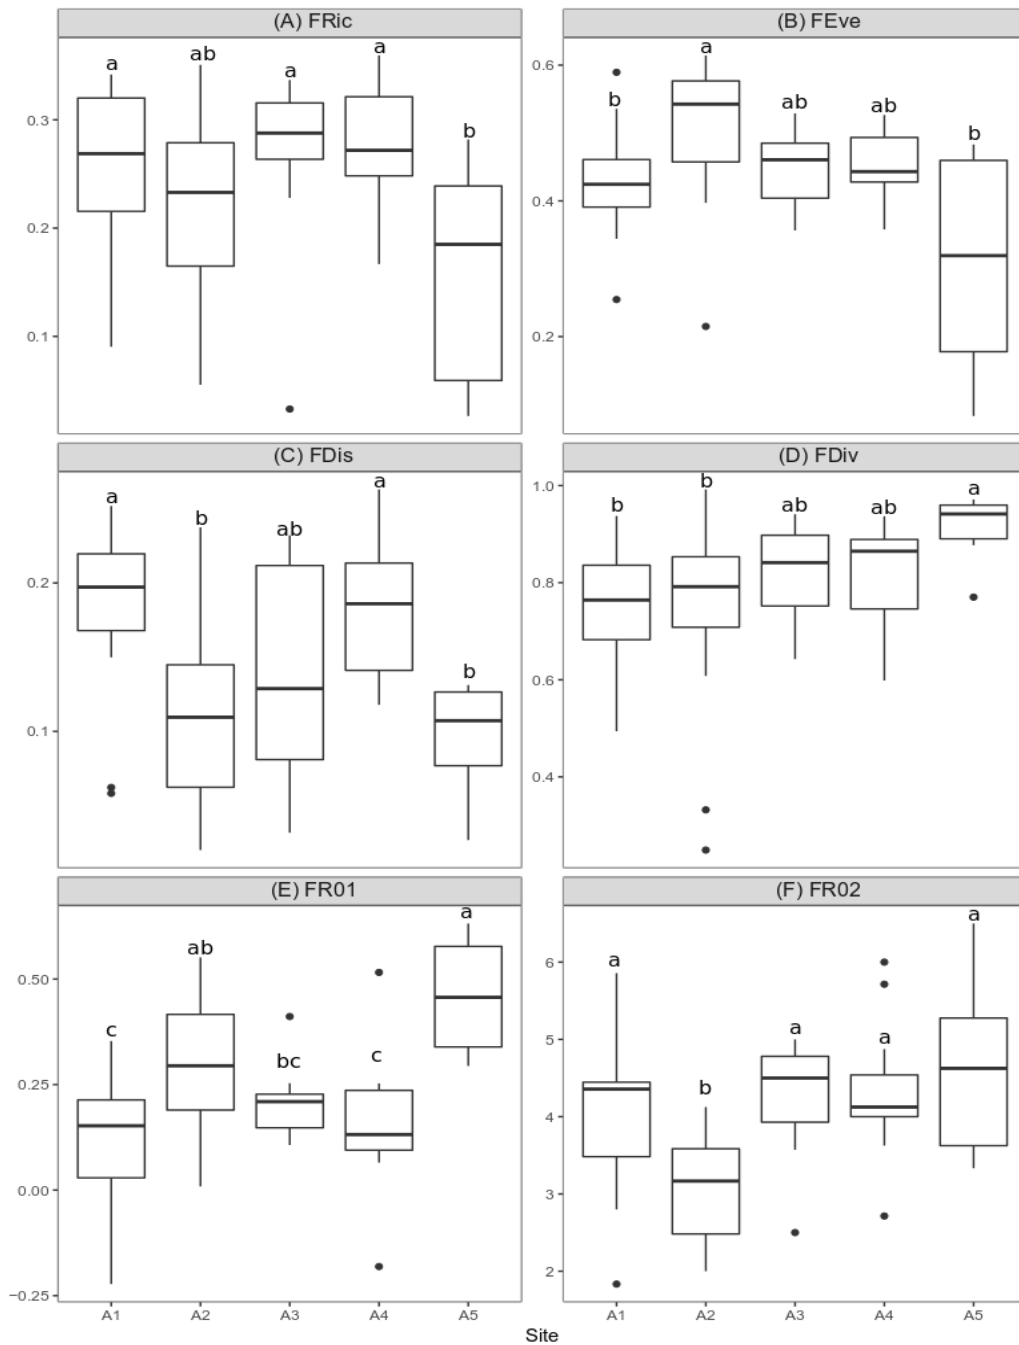 (A) FRic
(B) FEve
a ab a a b
0.3
0.2
0.1
b a ab ab b
0.6
0.4
0.2
(C) FDis
(D) FDiv
a b ab a b
0.2
0.1
b b ab ab a
1.0
0.8
0.6
0.4
(E) FR01
(F) FR02
c ab bc c a
0.50
0.25
0.00
−0.25
a b a a a
6
5
4
3
2
A1 A2 A3 A4 A5
A1 A2 A3 A4 A5
Site